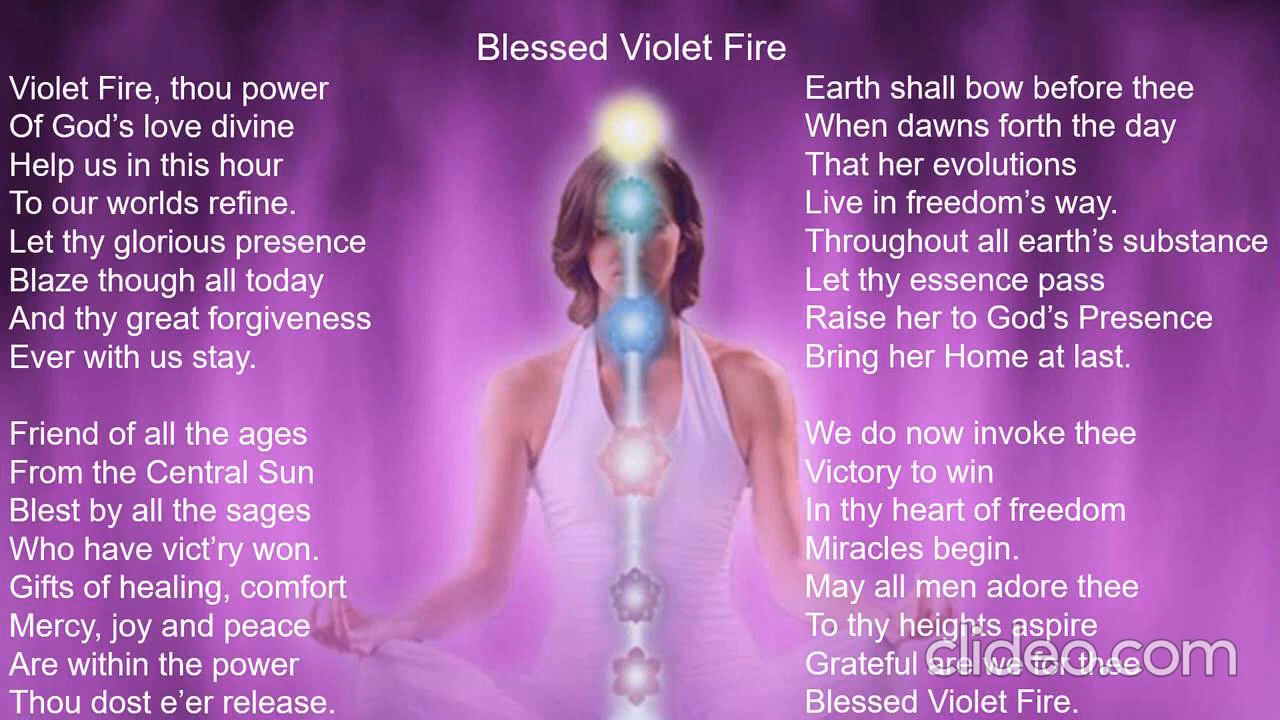 Blessed Violet Fire
Violet Fire, thou power
Of God’s love divine
Help us in this hour
To our worlds refine.
Let thy glorious presence
Blaze though all today
And thy great forgiveness
Ever with us stay.
Friend of all the ages
From the Central Sun
Blest by all the sages
Who have vict’ry won.
Gifts of healing, comfort
Mercy, joy and peace
Are within the power
Thou dost e’er release.
Earth shall bow before thee
When dawns forth the day
That her evolutions
Live in freedom’s way.
Throughout all earth’s substance
Let thy essence pass
Raise her to God’s Presence
Bring her Home at last.
We do now invoke thee
Victory to win
In thy heart of freedom
Miracles begin.
May all men adore thee
To thy heights aspire
Grateful are we for thee
Blessed Violet Fire.
clideo.com